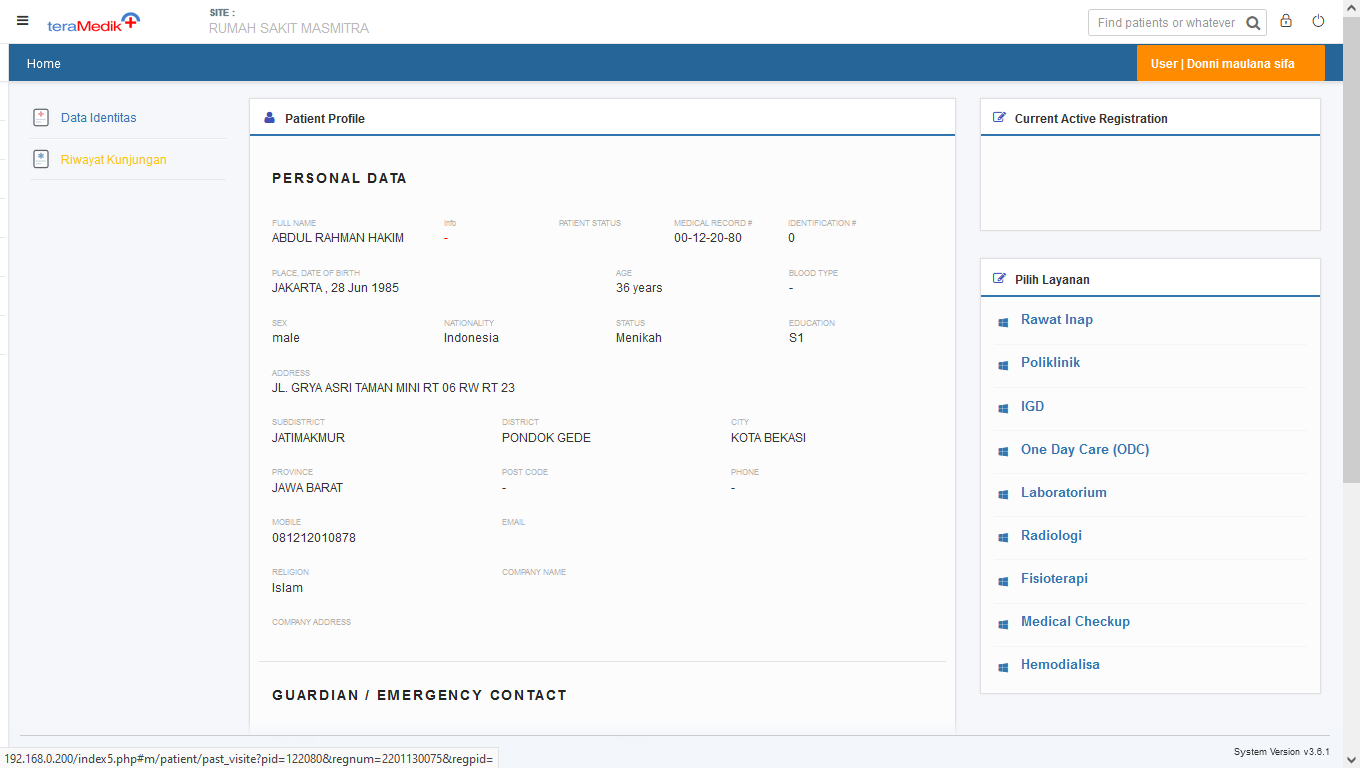 teraMedik
SITE :
RUMAH SAKIT MASMITRA
Find patients or whatever
Home
User | Donni maulana sifa
Data Identitas
Riwayat Kunjungan
Patient Profile
PERSONAL DATA
FULL NAME Info PATIENT STATUS MEDICAL RECORD # IDENTIFICATION #
ABDUL RAHMAN HAKIM - 00-12-20-80 0
PLACE, DATE OF BIRTH AGE BLOOD TYPE
JAKARTA , 28 Jun 1985 36 years -
SEX NATIONALITY STATUS EDUCATION
male Indonesia Menikah S1
ADDRESS
JL. GRYA ASRI TAMAN MINI RT 06 RW RT 23
SUBDISTRICT DISTRICT CITY
JATIMAKMUR PONDOK GEDE KOTA BEKASI
PROVINCE POST CODE PHONE
JAWA BARAT - -
MOBILE EMAIL
081212010878
RELIGION COMPANY NAME
Islam
COMPANY ADDRESS
GUARDIAN / EMERGENCY CONTACT
Current Active Registration
Pilih Layanan
Rawat Inap
Poliklinik
IGD
One Day Care (ODC)
Laboratorium
Radiologi
Fisioterapi
Medical Checkup
Hemodialisa
System Version v3.6.1
192.168.0.200/index5.php#m/patient/past_visite?pid=122080&regnum=2201130075&regpid=